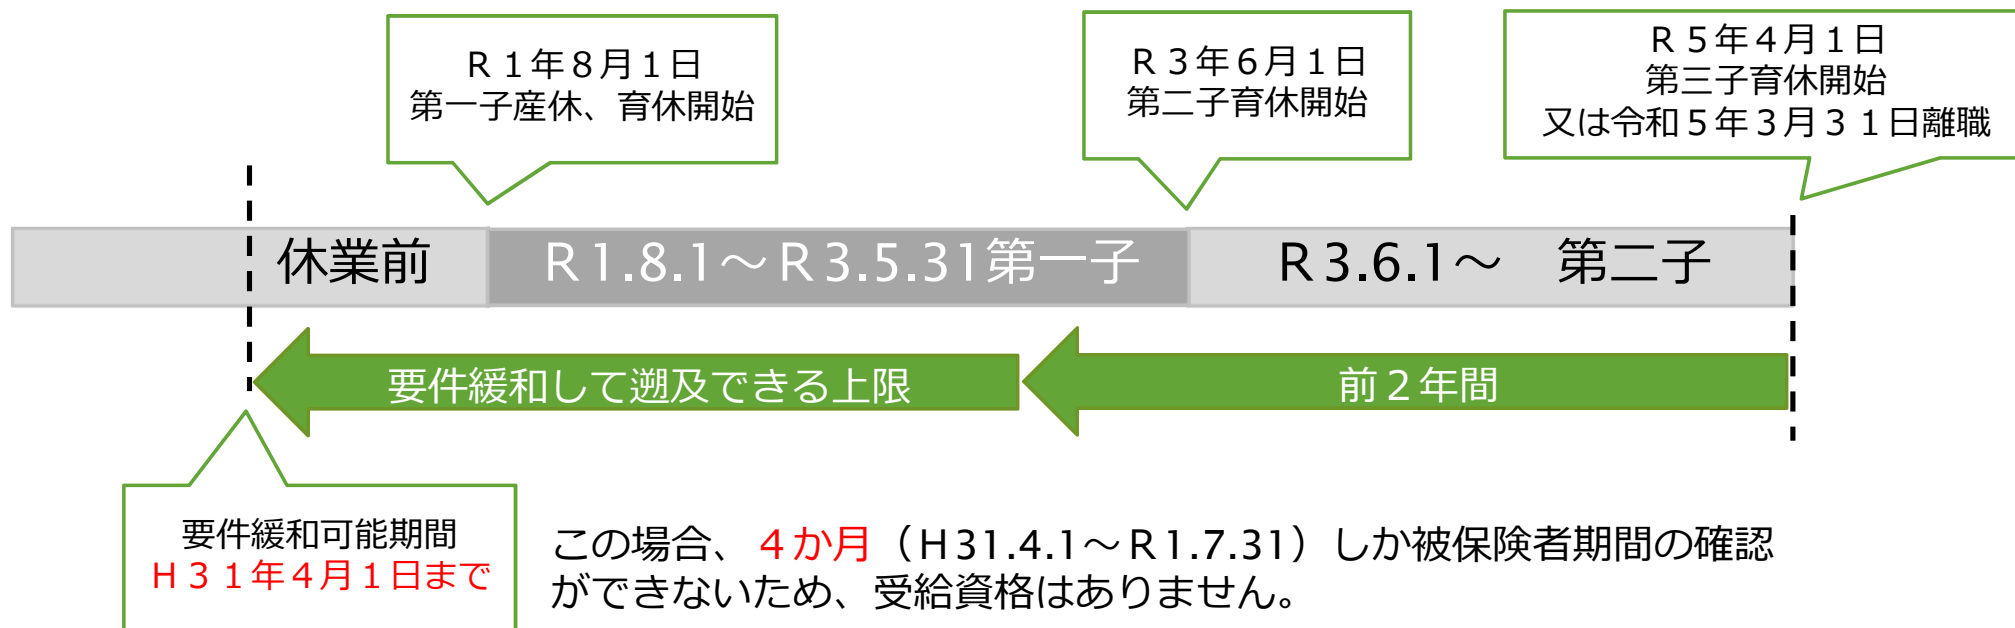 Ｒ１年８月１日
第一子産休、育休開始
Ｒ３年６月１日
第二子育休開始
Ｒ５年４月１日
第三子育休開始
又は令和５年３月３１日離職
休業前
Ｒ1.8.1～Ｒ3.5.31第一子
Ｒ3.6.1～　第二子
要件緩和して遡及できる上限
前２年間
要件緩和可能期間
Ｈ３１年４月１日まで
この場合、４か月（Ｈ31.4.1～Ｒ1.7.31）しか被保険者期間の確認
ができないため、受給資格はありません。